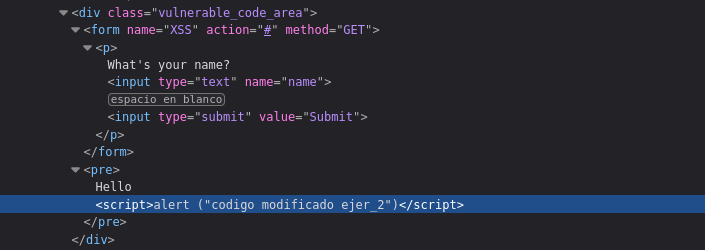 <div class="vulnerable_code_area">
<form name="XSS" action="#" method="GET">
<p>
What's your name?
<input type="text" name="name">
espacio en blanco
<input type="submit" value="Submit">
</p>
</form>
<pre>
Hello
<script>alert ("codigo modificado ejer_2")</script>
</pre>
</div>